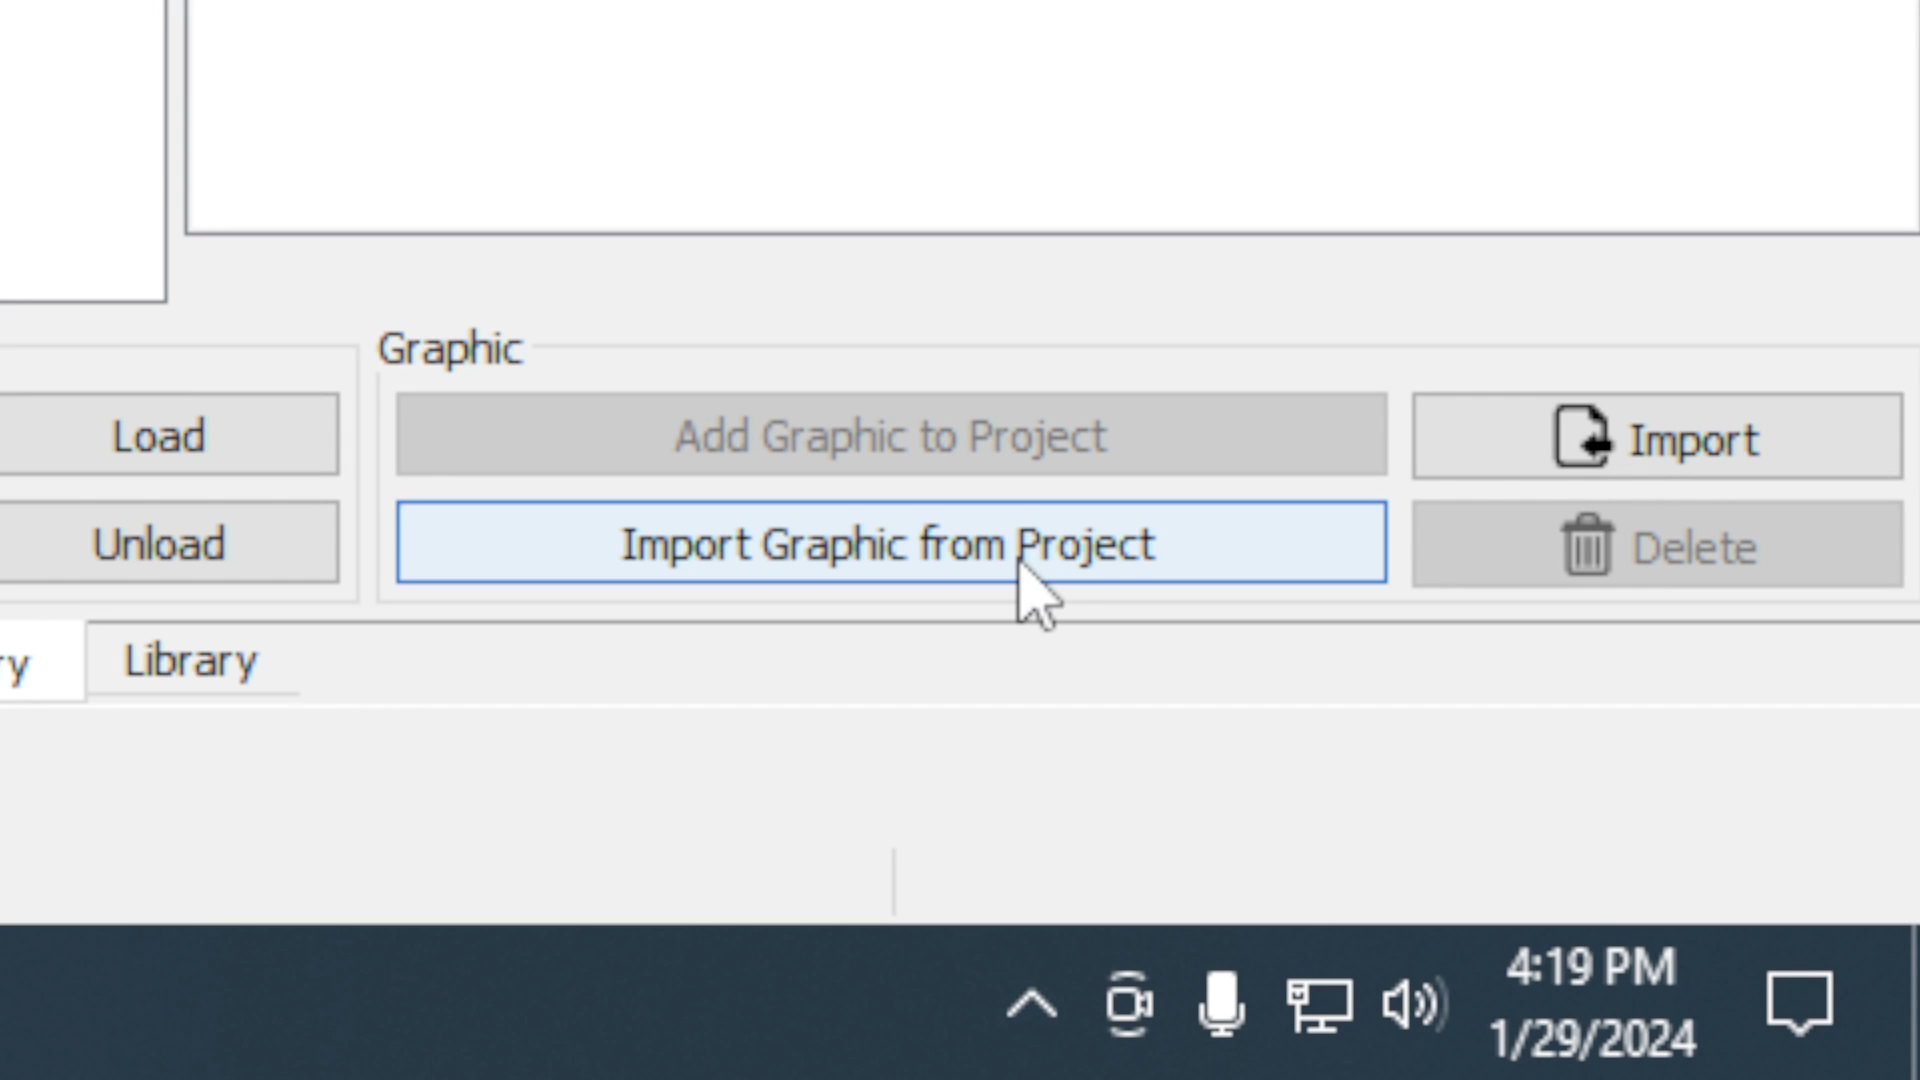 Graphic
Load
Add Graphic to Project
Import
Unload
Import Graphic from Project
Delete
ry
Library
4:19 PM
1/29/2024